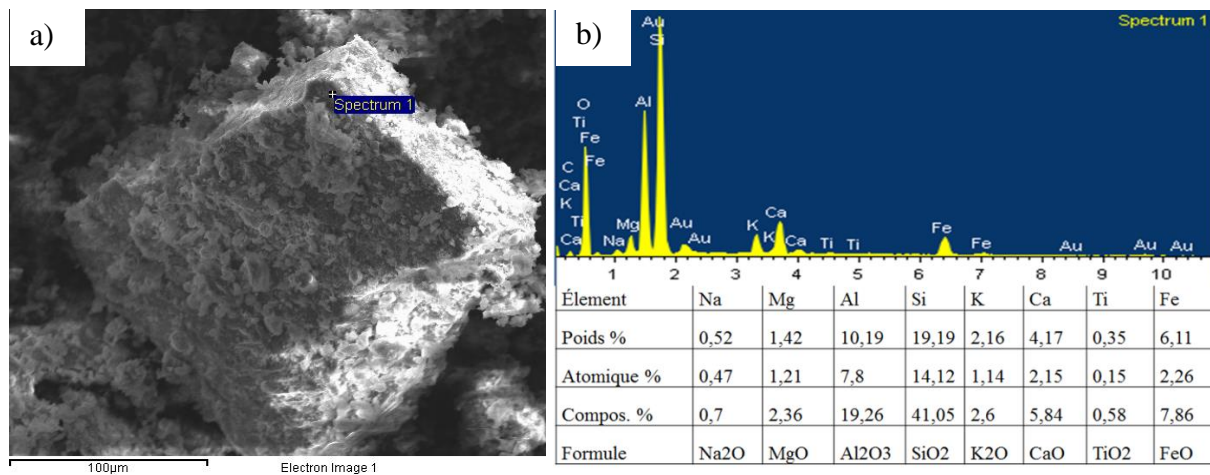 a)
Spectrum 1
100µm
Electron Image 1
b)
Spectrum 1
Au
Si
Al
O
Ti
Fe
Fe
C
Ca
K
Ti
Ca
Na
Mg
Au
Au
K
K
Ca
Ca
Ti
Ti
Fe
Fe
Au
Au
Au
1 2 3 4 5 6 7 8 9 10
Élement Na Mg Al Si K Ca Ti Fe
Poids % 0,52 1,42 10,19 19,19 2,16 4,17 0,35 6,11
Atomique % 0,47 1,21 7,8 14,12 1,14 2,15 0,15 2,26
Compos. % 0,7 2,36 19,26 41,05 2,6 5,84 0,58 7,86
Formule Na2O MgO Al2O3 SiO2 K2O CaO TiO2 FeO